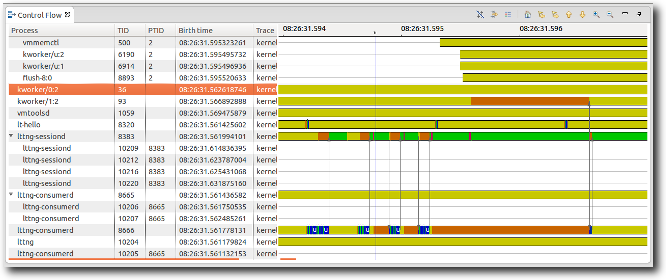 Control Flow
Process TID PTID Birth time Trace 08:26:31.594 08:26:31.595 08:26:31.596
vmmemctl 500 2 08:26:31.595323261 kernel
kworker/u:2 6190 2 08:26:31.595495732 kernel
kworker/u:1 6914 2 08:26:31.595496936 kernel
flush-8:0 8893 2 08:26:31.595520633 kernel
kworker/0:2 36 08:26:31.562618746 kernel
kworker/1:2 93 08:26:31.566892888 kernel
vmtoolsd 1059 08:26:31.569475879 kernel
lt-hello 8320 08:26:31.561425602 kernel
lttng-sessiond 8383 08:26:31.561994101 kernel
lttng-sessiond 10209 8383 08:26:31.614836395 kernel
lttng-sessiond 10212 8383 08:26:31.623787004 kernel
lttng-sessiond 10216 8383 08:26:31.625431068 kernel
lttng-sessiond 10220 8383 08:26:31.631875160 kernel
lttng-consumerd 8665 08:26:31.561436582 kernel
lttng-consumerd 10206 8665 08:26:31.561750535 kernel
lttng-consumerd 10207 8665 08:26:31.562485261 kernel
lttng-consumerd 8666 08:26:31.561778131 kernel U U U U
lttng 10204 08:26:31.561179824 kernel
lttng-consumerd 10205 8665 08:26:31.561132153 kernel